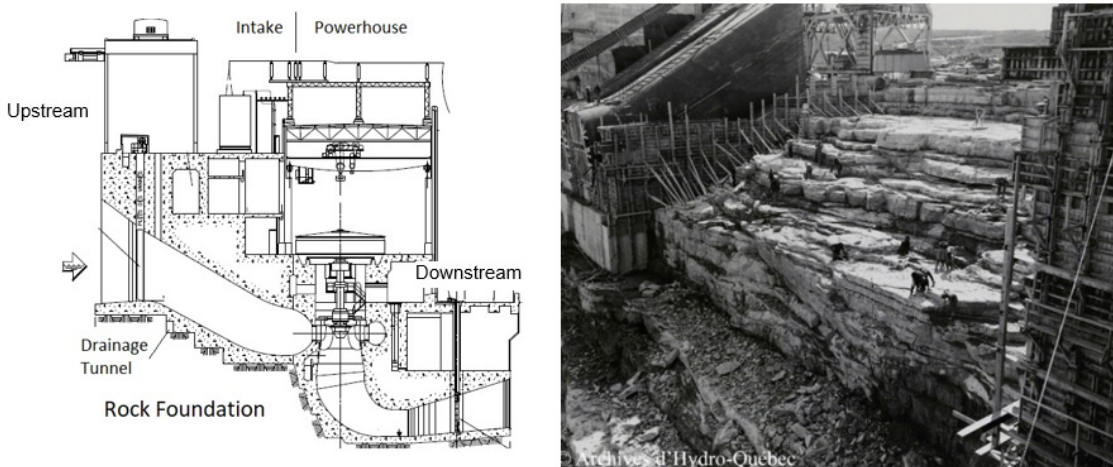 Intake
Powerhouse
Upstream
Downstream
Drainage
Tunnel
Rock Foundation
© Archives d'Hydro-Québec